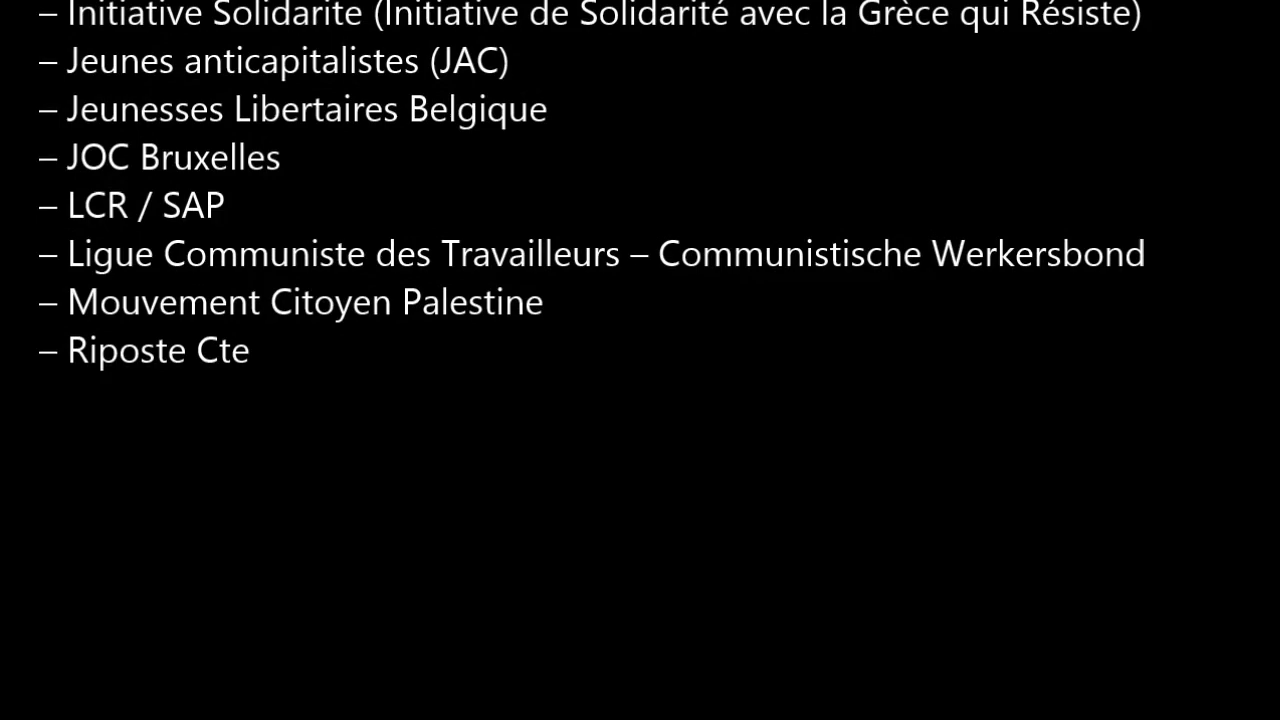 – Initiative Solidarité (Initiative de Solidarité avec la Grèce qui Résiste)
– Jeunes anticapitalistes (JAC)
– Jeunesses Libertaires Belgique
– JOC Bruxelles
– LCR / SAP
– Ligue Communiste des Travailleurs – Communistische Werkersbond
– Mouvement Citoyen Palestine
– Riposte Cte